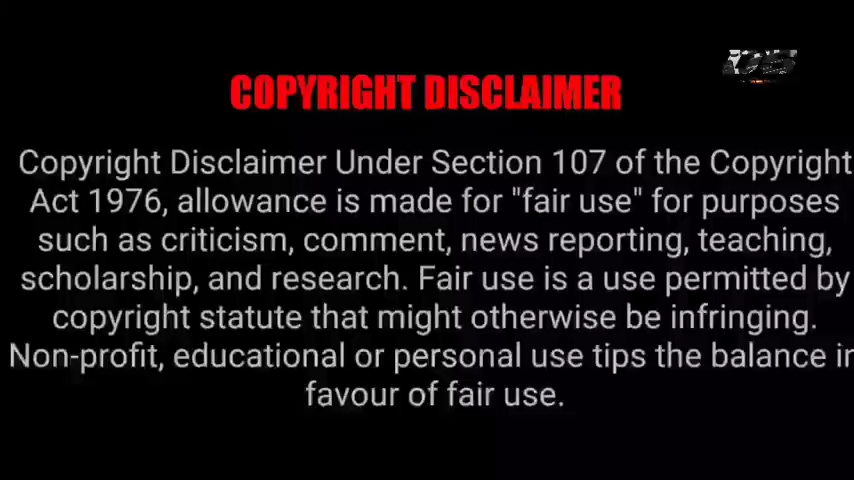 COPYRIGHT DISCLAIMER
Copyright Disclaimer Under Section 107 of the Copyright
Act 1976, allowance is made for "fair use" for purposes
such as criticism, comment, news reporting, teaching,
scholarship, and research. Fair use is a use permitted by
copyright statute that might otherwise be infringing.
Non-profit, educational or personal use tips the balance in
favour of fair use.